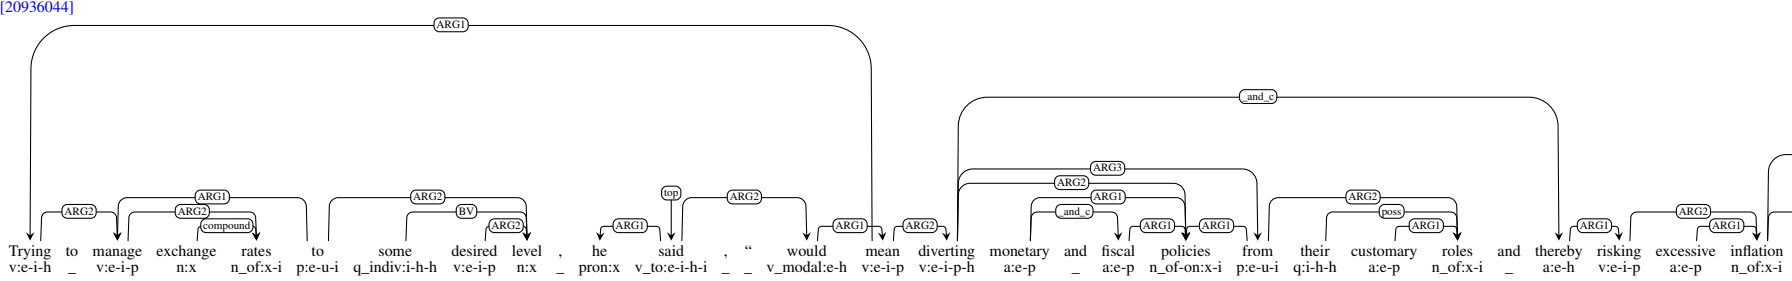 [20936044]
ARG1
_and_c
ARG3
ARG2
top
ARG1 ARG2 ARG2 ARG1 ARG2
ARG2 ARG2 BV _and_c poss ARG2
compound ARG2 ARG1 ARG1 ARG2 ARG1 ARG1 ARG1 ARG1 ARG1
Trying to manage exchange rates to some desired level , he said , “ would mean diverting monetary and fiscal policies from their customary roles and thereby risking excessive inflation
v:e-i-h _ v:e-i-p n:x n_of:x-i p:e-u-i q_indiv:i-h-h v:e-i-p n:x _ pron:x v_to:e-i-h-i _ _ v_modal:e-h v:e-i-p v:e-i-p-h a:e-p _ a:e-p n_of-on:x-i p:e-u-i q:i-h-h a:e-p n_of:x-i _ a:e-h v:e-i-p a:e-p n_of:x-i